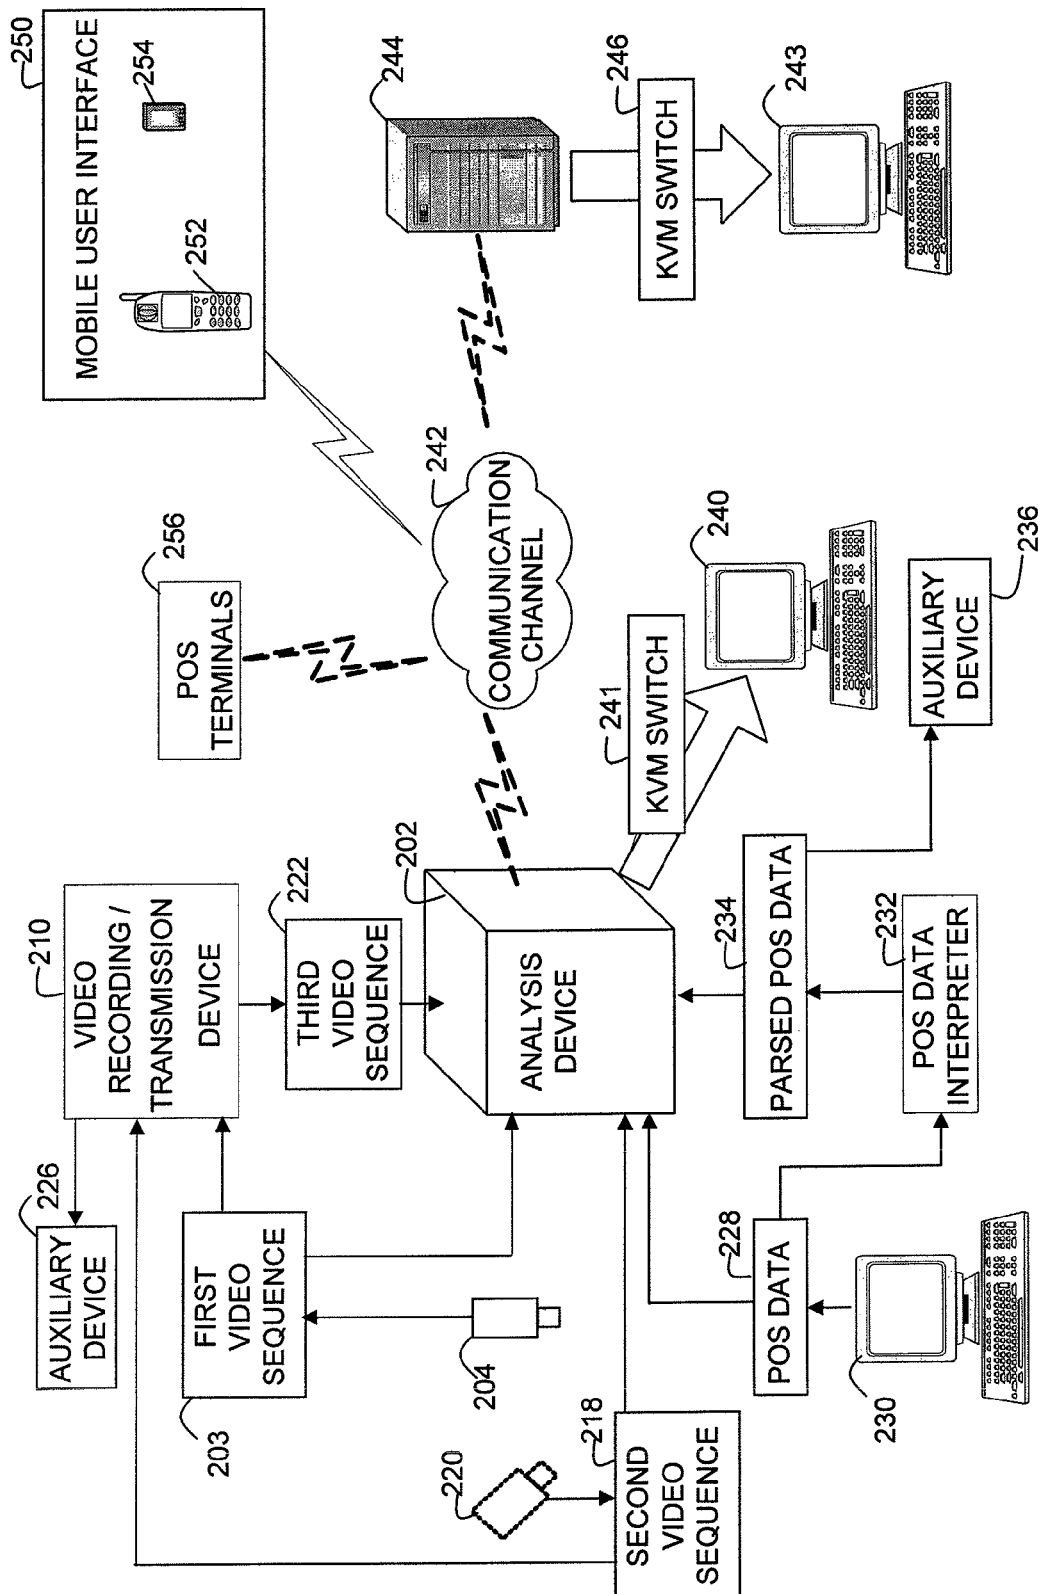 250
MOBILE USER INTERFACE
254
252
244
246
KVM SWITCH
243
242
COMMUNICATION
CHANNEL
256
POS
TERMINALS
240
241
KVM SWITCH
236
AUXILIARY
DEVICE
210
VIDEO
RECORDING /
TRANSMISSION
DEVICE
222
THIRD
VIDEO
SEQUENCE
202
ANALYSIS
DEVICE
234
PARSED POS DATA
232
POS DATA
INTERPRETER
226
AUXILIARY
DEVICE
FIRST
VIDEO
SEQUENCE
203
204
228
POS DATA
230
220
218
SECOND
VIDEO
SEQUENCE